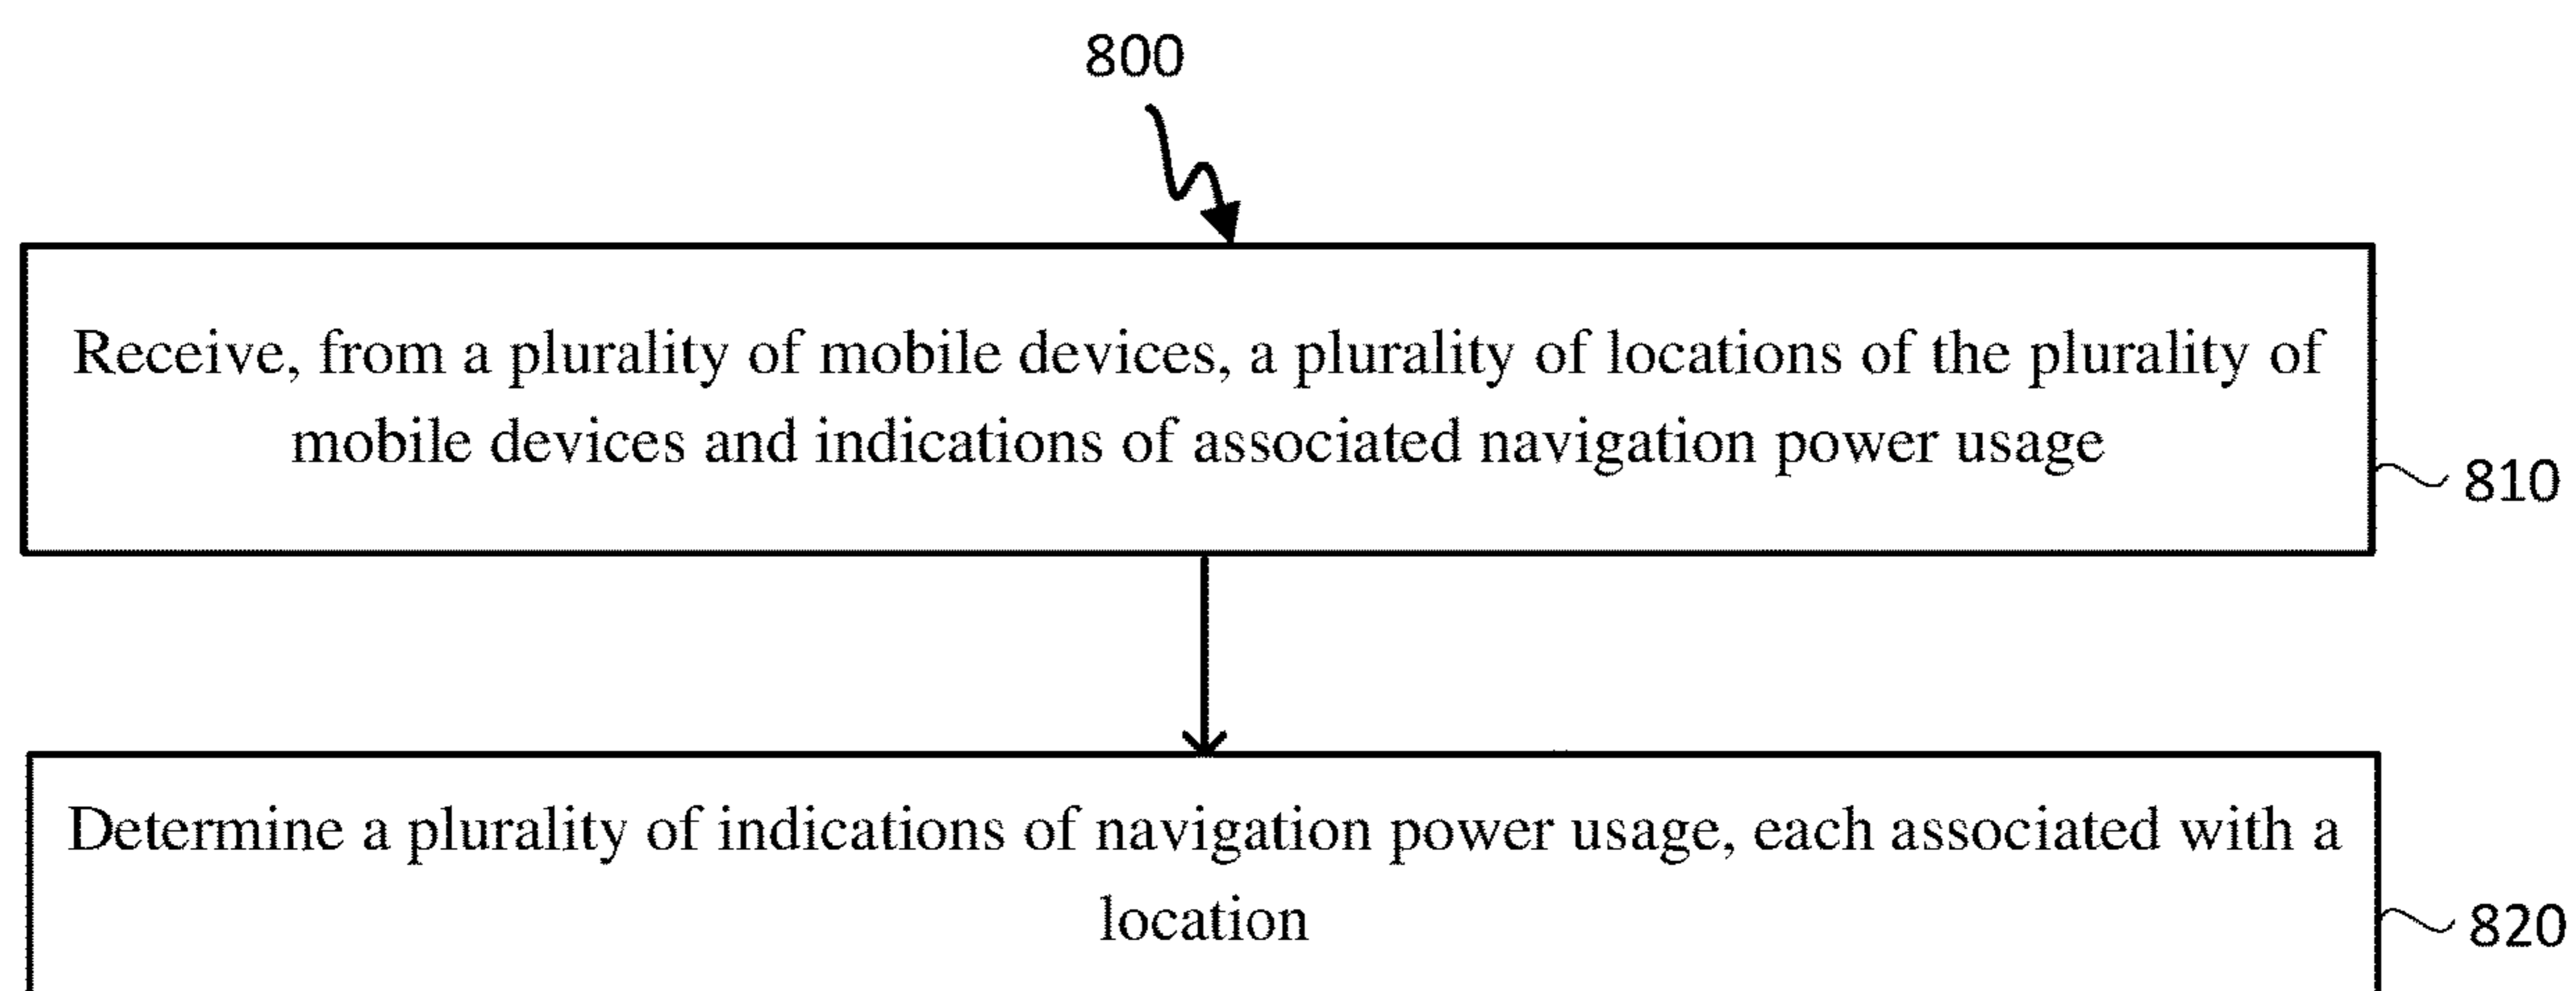 800
Receive, from a plurality of mobile devices, a plurality of locations of the plurality of
mobile devices and indications of associated navigation power usage
810
Determine a plurality of indications of navigation power usage, each associated with a
location
820